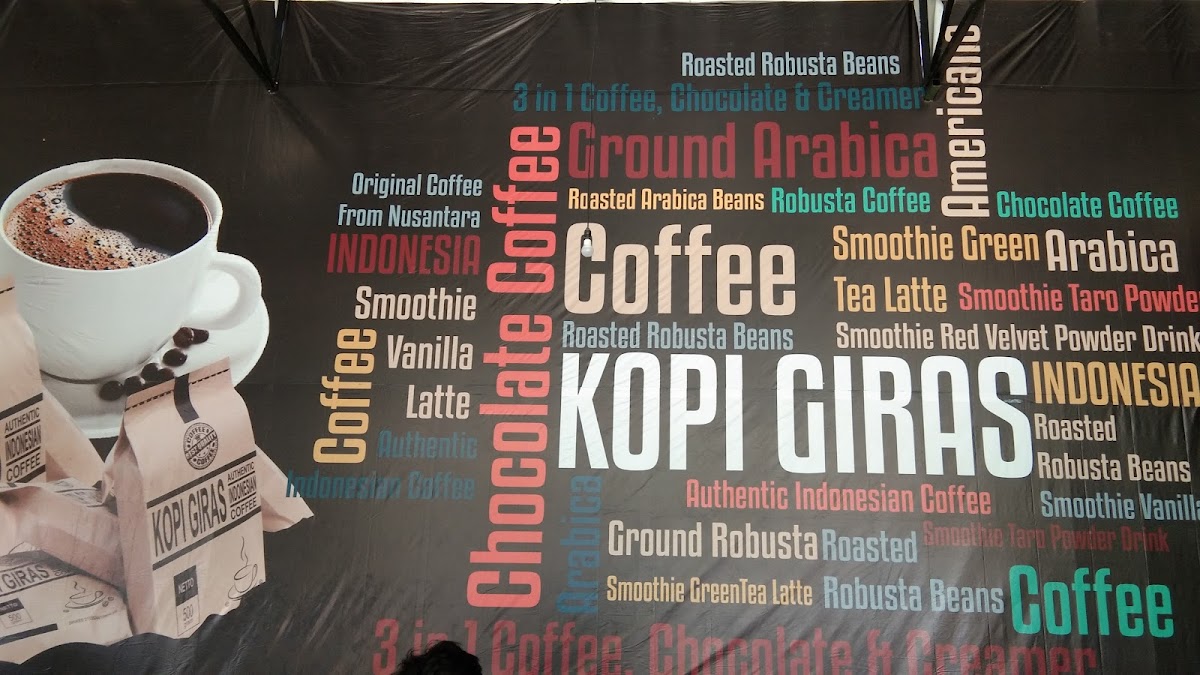 Roasted Robusta Beans
3 in 1 Coffee, Chocolate & Creamer
Americano
Ground Arabica
Chocolate Coffee
Original Coffee
From Nusantara
INDONESIA
Roasted Arabica Beans
Robusta Coffee
Chocolate Coffee
Coffee
Smoothie Green
Tea Latte
Arabica
Smoothie Taro Powde
Smoothie Red Velvet Powder Drink
Smoothie
Vanilla
Latte
Coffee
Authentic
Indonesian Coffee
Roasted Robusta Beans
KOPI GIRAS
INDONESIA
Roasted
Robusta Beans
Smoothie Vanilla
Authentic Indonesian Coffee
Arabica
Ground Robusta
Roasted
Robusta Beans
Smoothie Taro Powder Drink
Smoothie GreenTea Latte
Coffee
3 in 1 Coffee, Chocolate & Creamer
AUTHENTIC
INDONESIAN
COFFEE
KOPI GIRAS
AUTHENTIC
INDONESIAN
COFFEE
NETTO
500
GIRAS